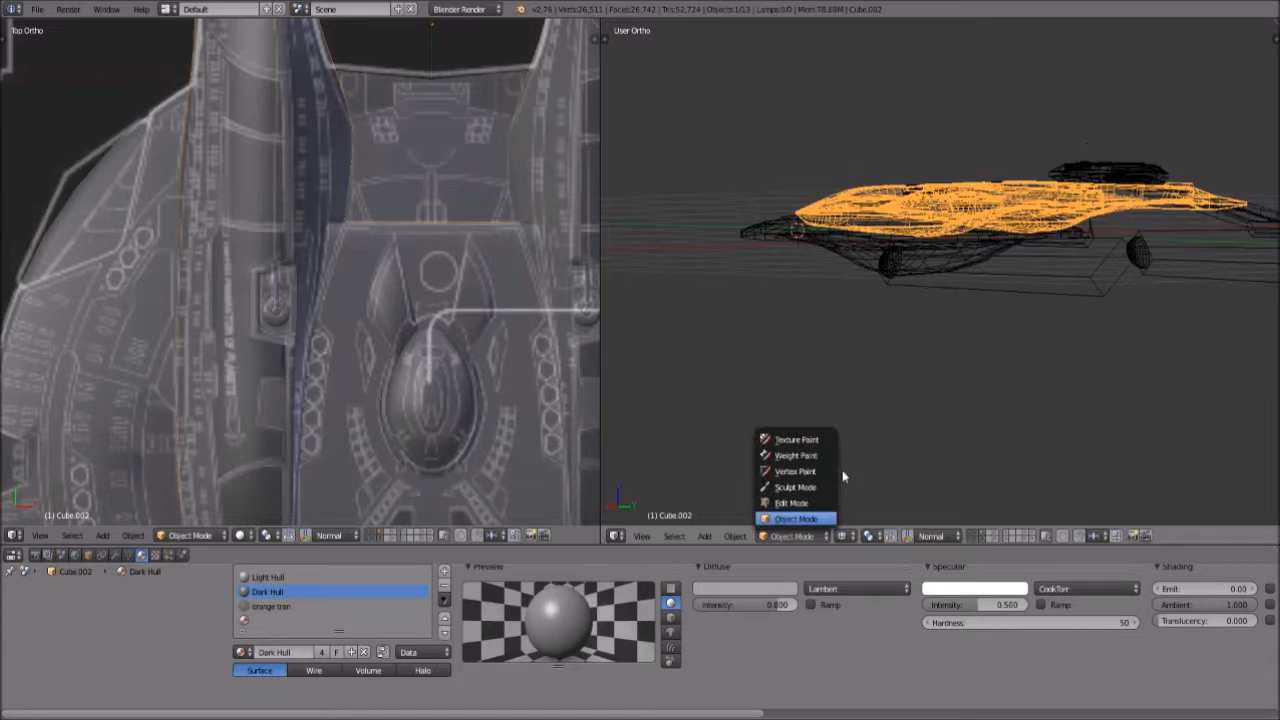 File Render Window Help Default Scene Blender Render v2.76 | Verts:26,511 | Faces:26,742 | Tris:52,724 | Objects:1/13 | Lamps:0/0 | Mem:78.88M | Cube.002
Top Ortho
User Ortho
Texture Paint
Weight Paint
Vertex Paint
Sculpt Mode
Edit Mode
Object Mode
(1) Cube.002
(1) Cube.002
View Select Add Object Object Mode Normal
View Select Add Object Object Mode Normal
Cube.002 Dark Hull
Light Hull
Dark Hull
orange tran
Dark Hull 4 F Data
Surface Wire Volume Halo
Preview
Diffuse
Lambert
Intensity: 0.800 Ramp
Specular
CookTorr
Intensity: 0.500 Ramp
Hardness: 50
Shading
Emit: 0.00
Ambient: 1.000
Translucency: 0.000